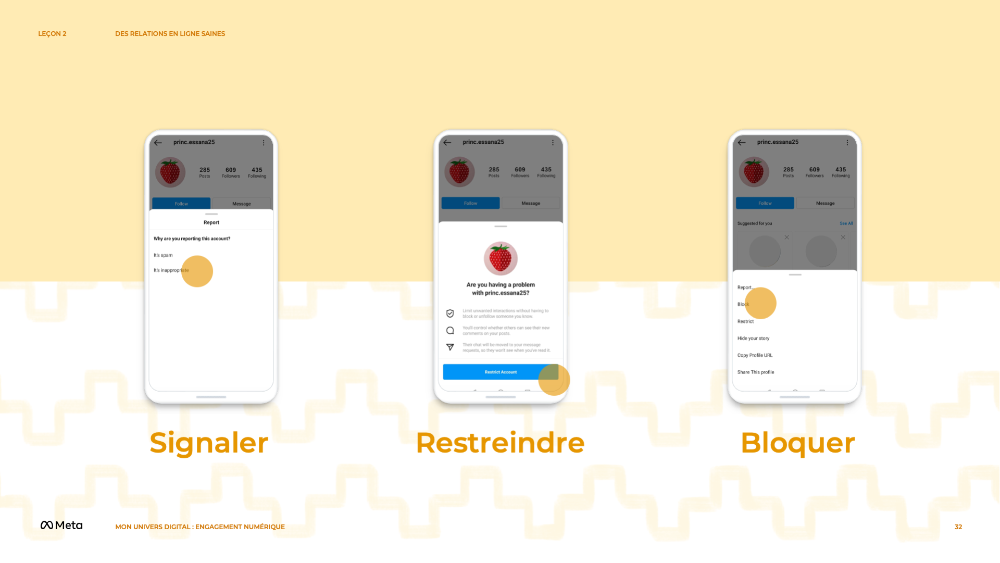 LEÇON 2
DES RELATIONS EN LIGNE SAINES
princ.essana25
285
609
435
Posts
Followers
Following
Follow
Message
Report
Why are you reporting this account?
It's spam
It's inappropriate
Signaler
princ.essana25
285
609
435
Posts
Followers
Following
Follow
Message
Are you having a problem
with princ.essana25?
Limit unwanted interactions without having to
block or unfollow someone you know.
You'll control whether others can see their new
comments on your posts.
Their chat will be moved to your message
requests, so they won't see when you've read it.
Restrict Account
Restreindre
princ.essana25
285
609
435
Posts
Followers
Following
Follow
Message
Suggested for you
See All
Report...
Block
Restrict
Hide your story
Copy Profile URL
Share This profile
Bloquer
Meta
MON UNIVERS DIGITAL : ENGAGEMENT NUMÉRIQUE
32